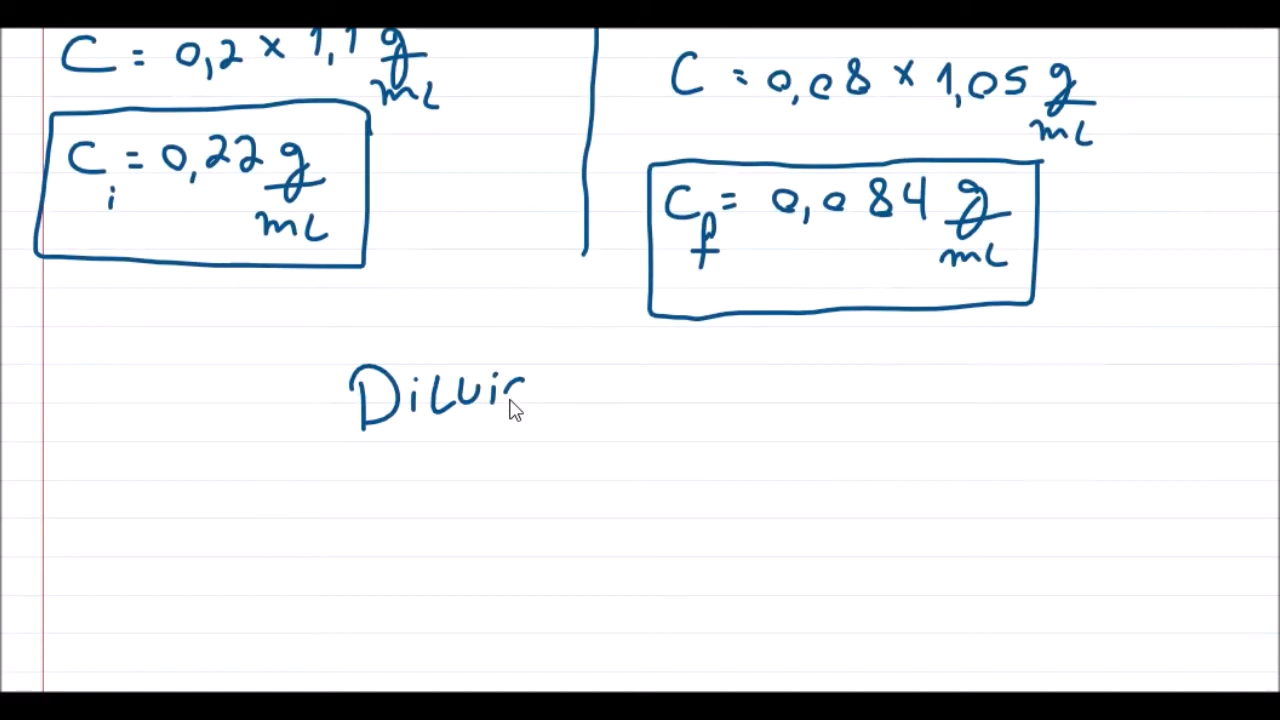 C = 0,2 × 1,1 g/mL
Ci = 0,22 g/mL
C = 0,08 × 1,05 g/mL
Cf = 0,084 g/mL
Diluir